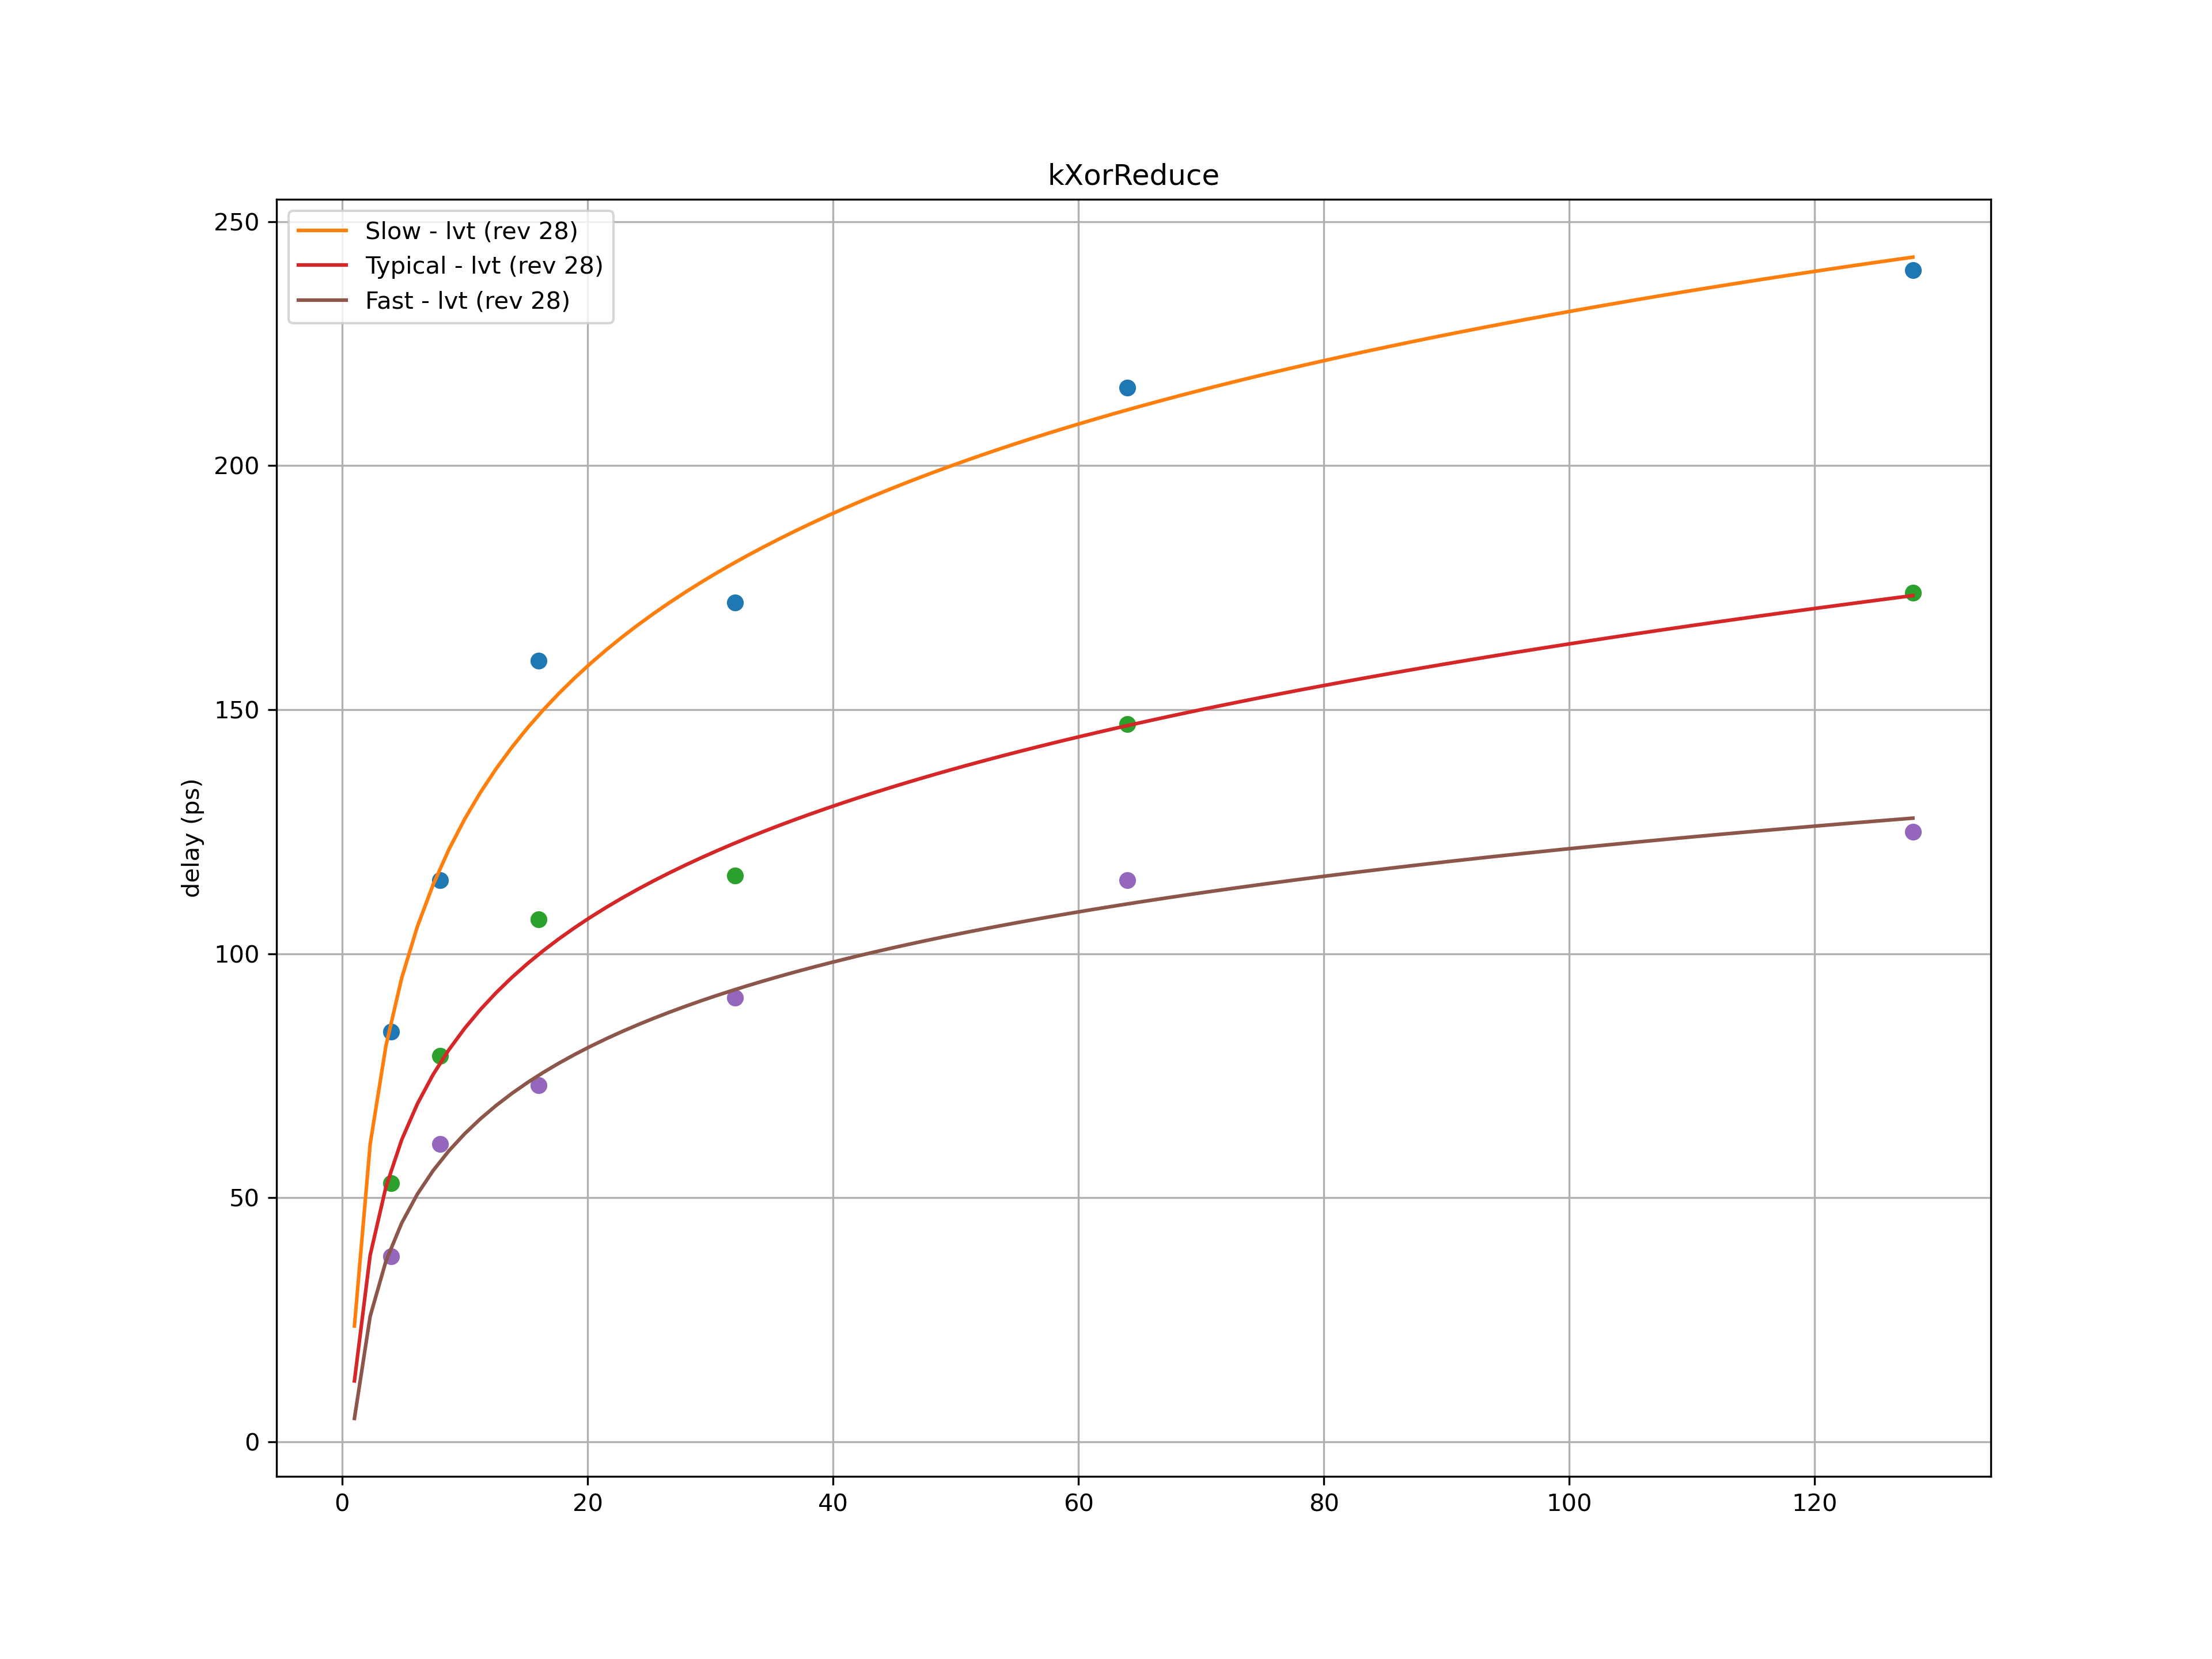 kXorReduce
250
200
150
100
50
0
delay (ps)
Slow - lvt (rev 28)
Typical - lvt (rev 28)
Fast - lvt (rev 28)
0 20 40 60 80 100 120